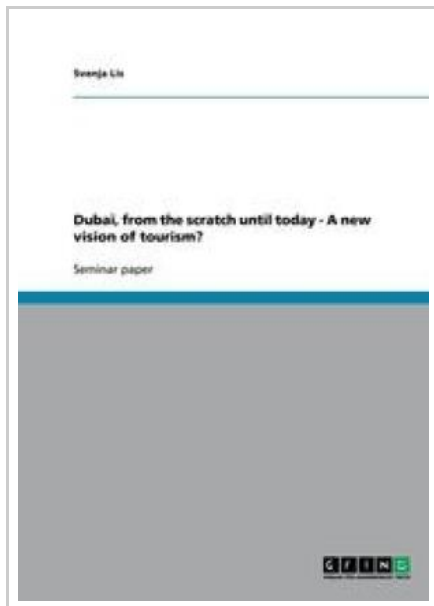 Svenja Lis
Dubai, from the scratch until today - A new
vision of tourism?
Seminar paper
GRIN